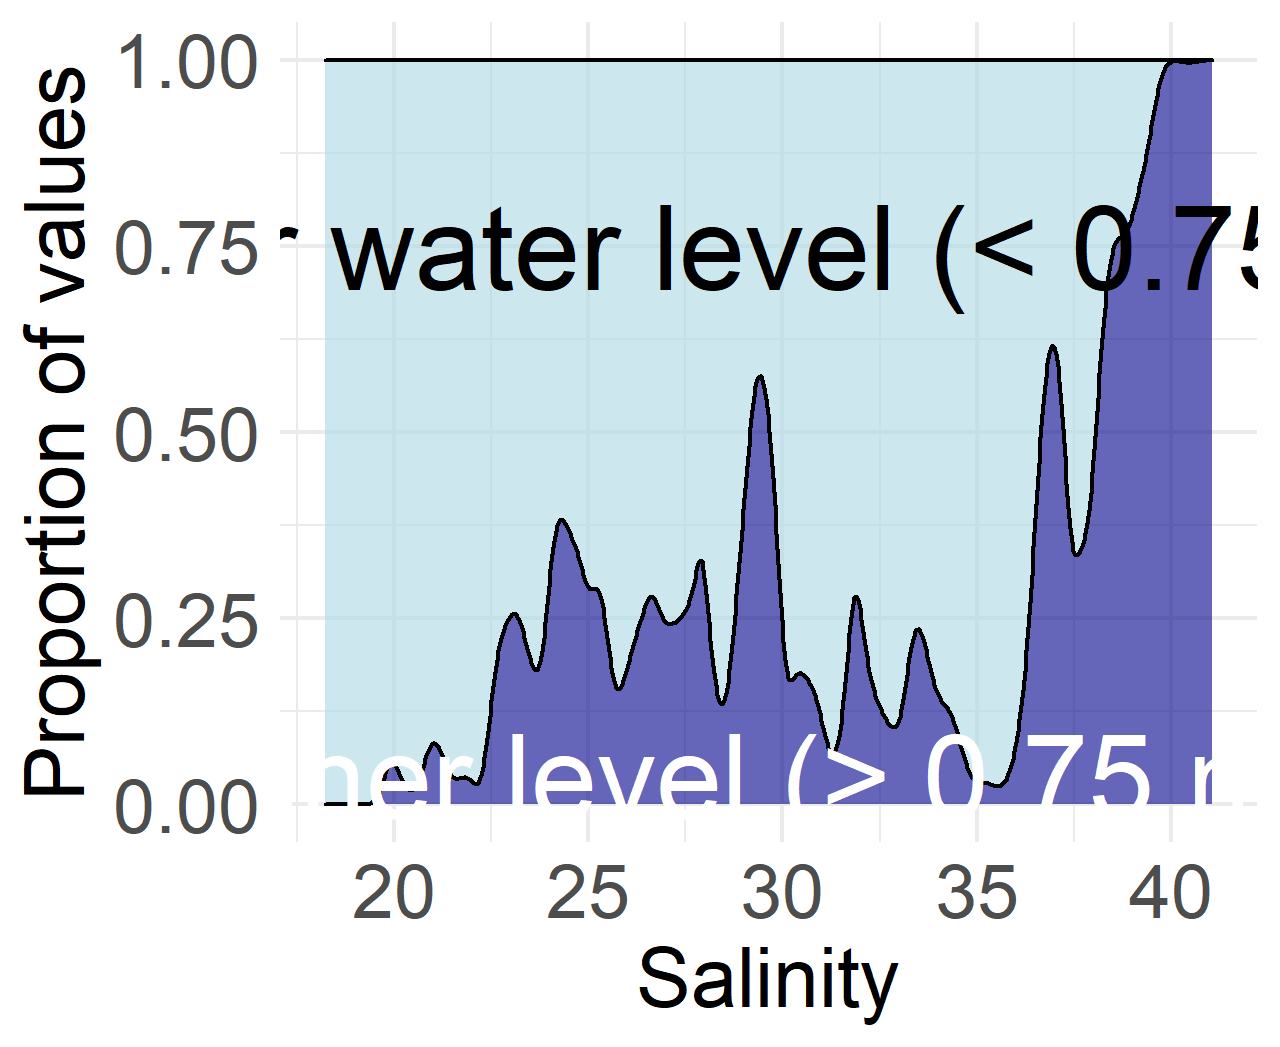 Proportion of values
1.00
0.75
0.50
0.25
0.00
r water level (< 0.75
her level (> 0.75 r
20 25 30 35 40
Salinity